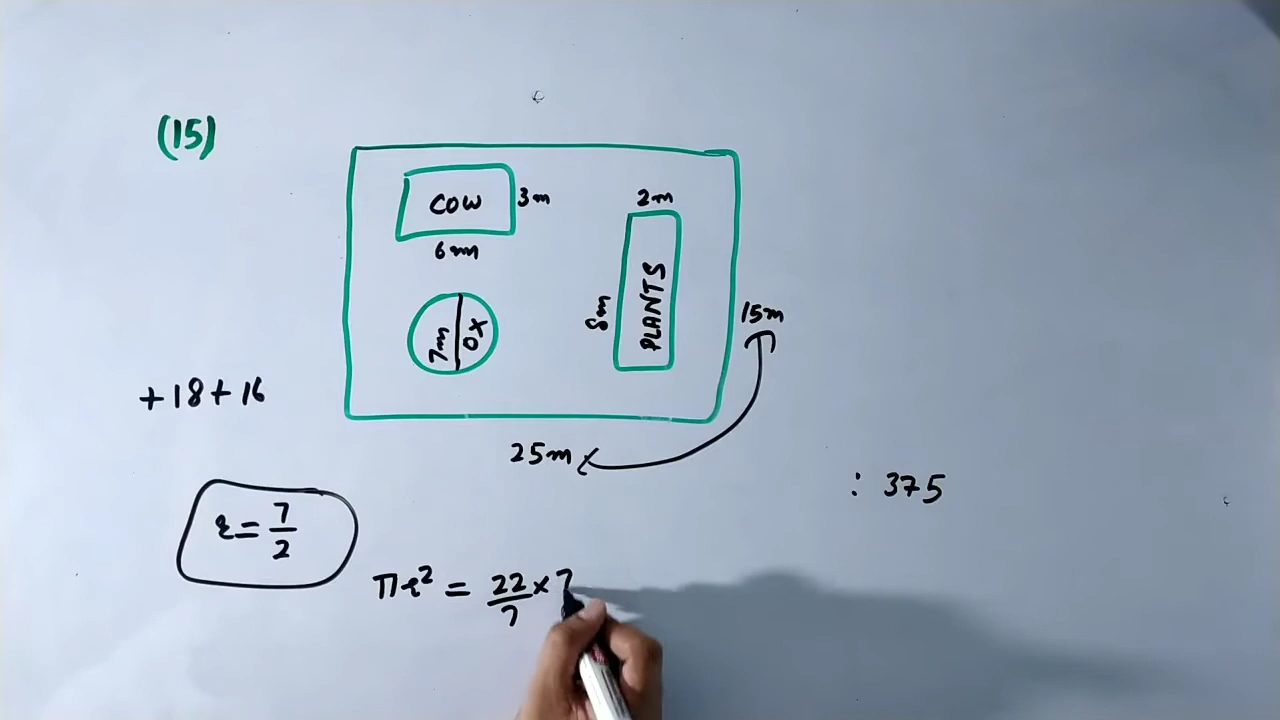 (15)
COW
3m
6m
2m
PLANTS
8m
7m
OX
15m
25m
+18+16
: 375
r = 7/2
πr² = 22/7 × 7